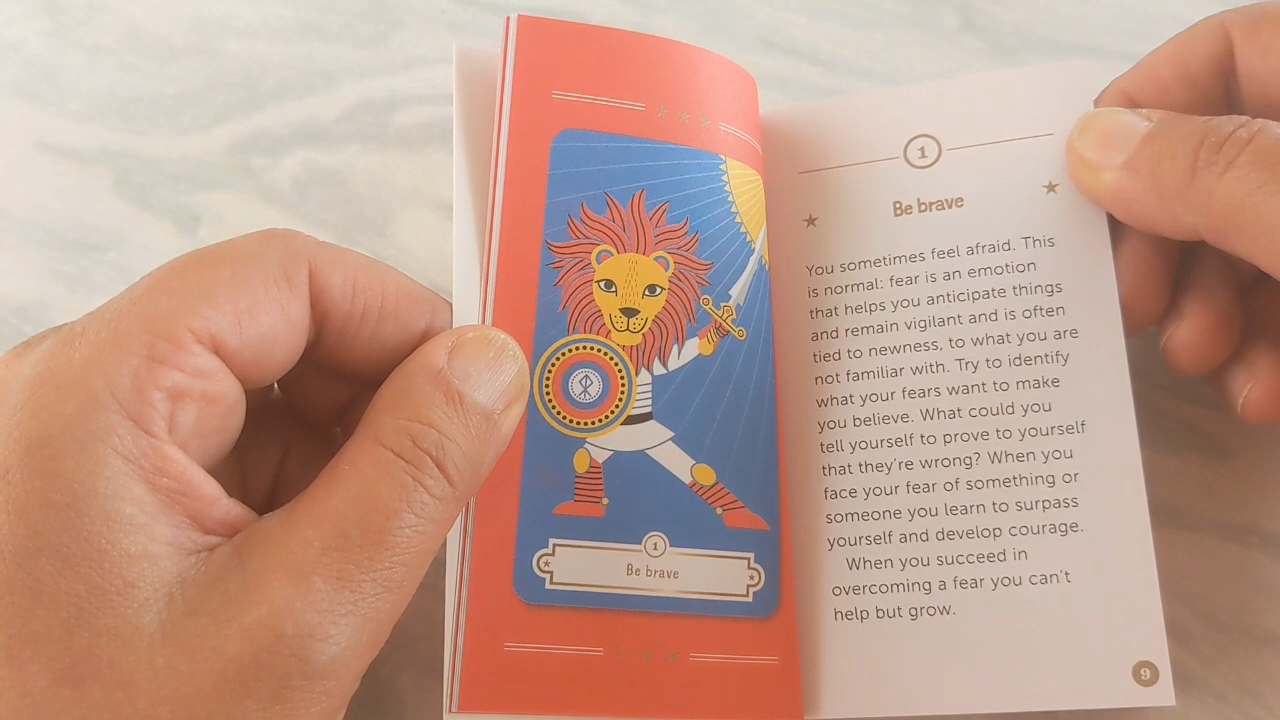 1
Be brave
1
Be brave
You sometimes feel afraid. This
is normal: fear is an emotion
that helps you anticipate things
and remain vigilant and is often
tied to newness, to what you are
not familiar with. Try to identify
what your fears want to make
you believe. What could you
tell yourself to prove to yourself
that they're wrong? When you
face your fear of something or
someone you learn to surpass
yourself and develop courage.
When you succeed in
overcoming a fear you can't
help but grow.
9